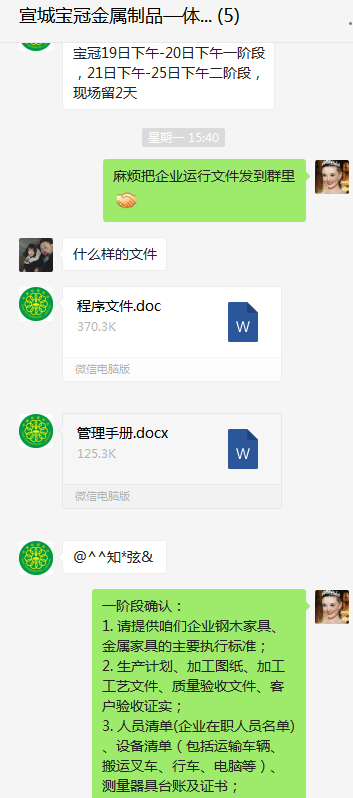 宣城宝冠金属制品一体... (5)
宝冠19日下午-20日下午一阶段
，21日下午-25日下午二阶段，
现场留2天
星期一 15:40
麻烦把企业运行文件发到群里
什么样的文件
程序文件.doc
370.3K
W
微信电脑版
管理手册.docx
125.3K
W
微信电脑版
@^^知*弦&
一阶段确认：
1. 请提供咱们企业钢木家具、
金属家具的主要执行标准；
2. 生产计划、加工图纸、加工
工艺文件、质量验收文件、客
户验收证实；
3. 人员清单(企业在职人员名单)
、设备清单（包括运输车辆、
搬运叉车、行车、电脑等）、
测量器具台账及证书；